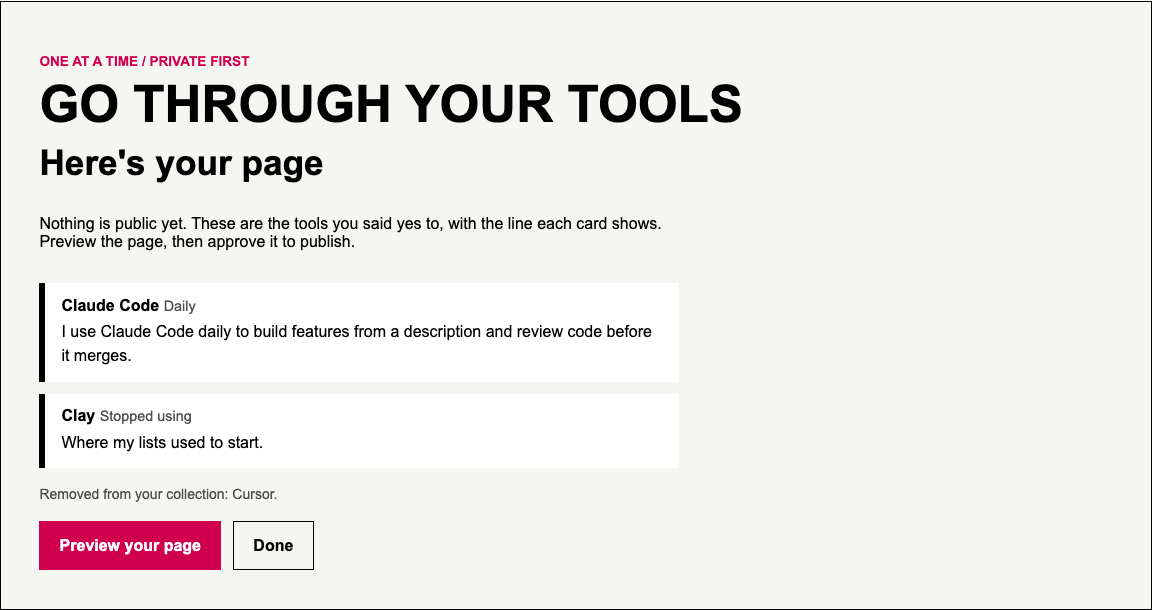 ONE AT A TIME / PRIVATE FIRST
GO THROUGH YOUR TOOLS
Here's your page
Nothing is public yet. These are the tools you said yes to, with the line each card shows.
Preview the page, then approve it to publish.
Claude Code Daily
I use Claude Code daily to build features from a description and review code before
it merges.
Clay Stopped using
Where my lists used to start.
Removed from your collection: Cursor.
Preview your page Done